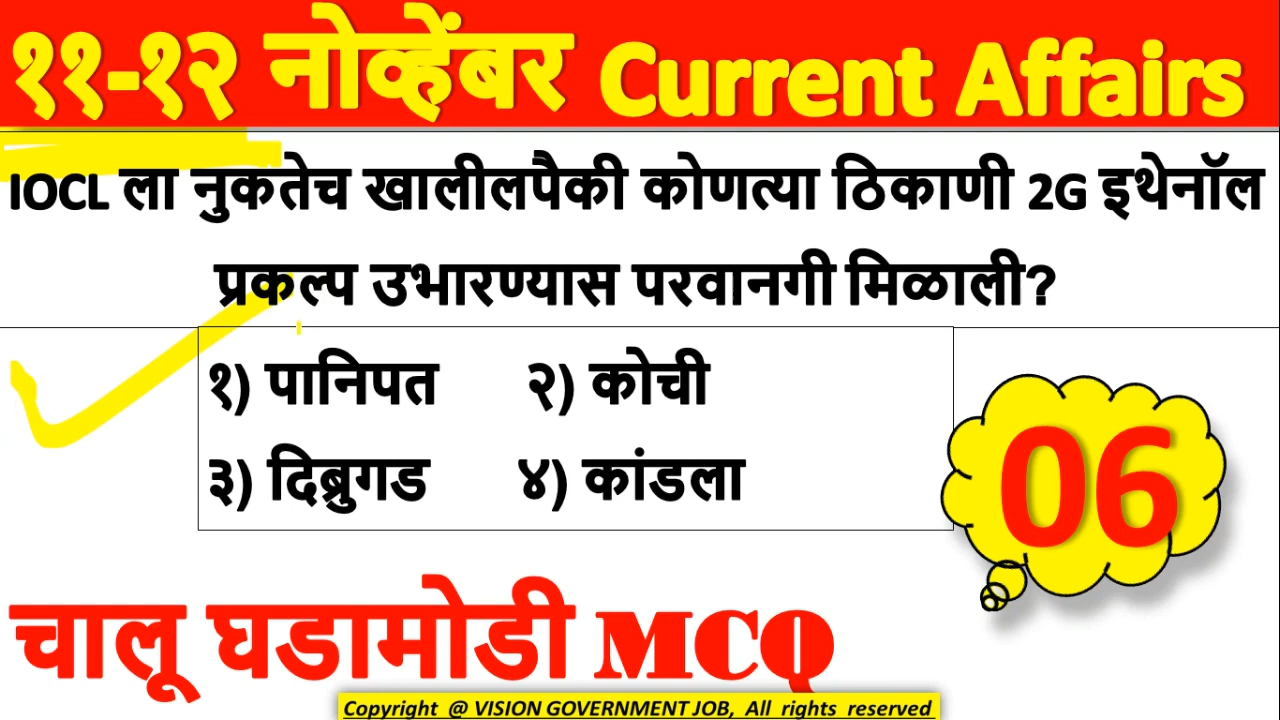 ११-१२ नोव्हेंबर Current Affairs
IOCL ला नुकतेच खालीलपैकी कोणत्या ठिकाणी 2G इथेनॉल
प्रकल्प उभारण्यास परवानगी मिळाली?
१) पानिपत २) कोची
३) दिब्रुगड ४) कांडला
06
चालू घडामोडी MCQ
Copyright @ VISION GOVERNMENT JOB, All rights reserved